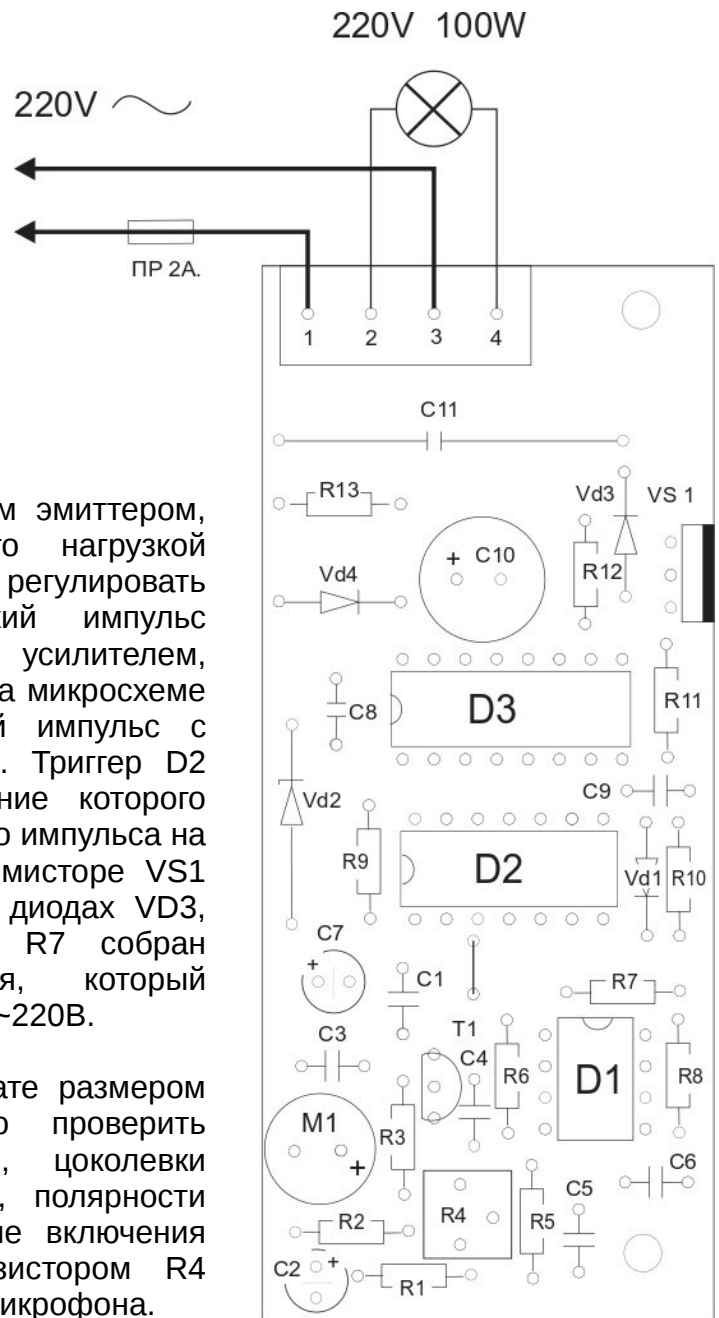 220V 100W
220V
ПР 2А.
1 2 3 4
C11
R13
Vd3 VS 1
+ C10
R12
Vd4
м эмиттером,
го нагрузкой
регулировать
кий импульс
усилителем,
а микросхеме
й импульс с
. Триггер D2
ние которого
о импульса на
мисторе VS1
диодах VD3,
R7 собран
я, который
~220В.
R11
C8
D3
C9
Vd2
R9
D2
Vd1 R10
C7
+
C1
R7
T1
C3
C4
R6
D1
R8
M1
+
R3
C6
R2
R4
R5
C5
C2 +
R1
ате размером
о проверить
, цоколевки
, полярности
ие включения
зистором R4
икрофона.